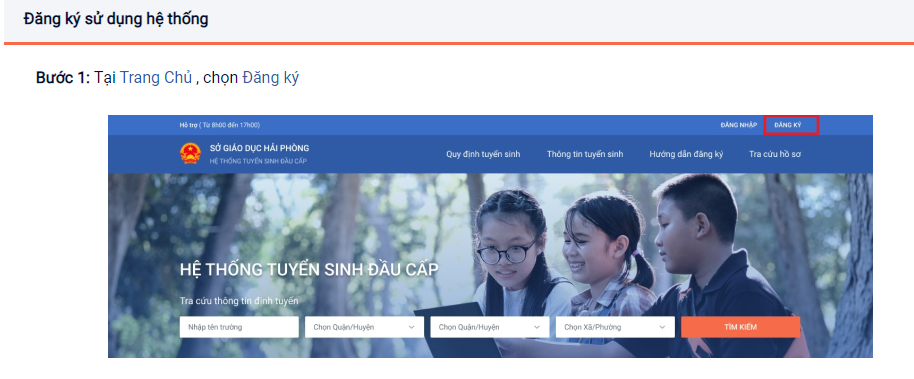 Đăng ký sử dụng hệ thống
Bước 1: Tại Trang Chủ , chọn Đăng ký
Hỗ trợ ( Từ 8h00 đến 17h00)
ĐĂNG NHẬP ĐĂNG KÝ
SỞ GIÁO DỤC HẢI PHÒNG
HỆ THỐNG TUYỂN SINH ĐẦU CẤP
Quy định tuyển sinh Thông tin tuyển sinh Hướng dẫn đăng ký Tra cứu hồ sơ
HỆ THỐNG TUYỂN SINH ĐẦU CẤP
Tra cứu thông tin định tuyến
Nhập tên trường Chọn Quận/Huyện Chọn Quận/Huyện Chọn Xã/Phường TÌM KIẾM